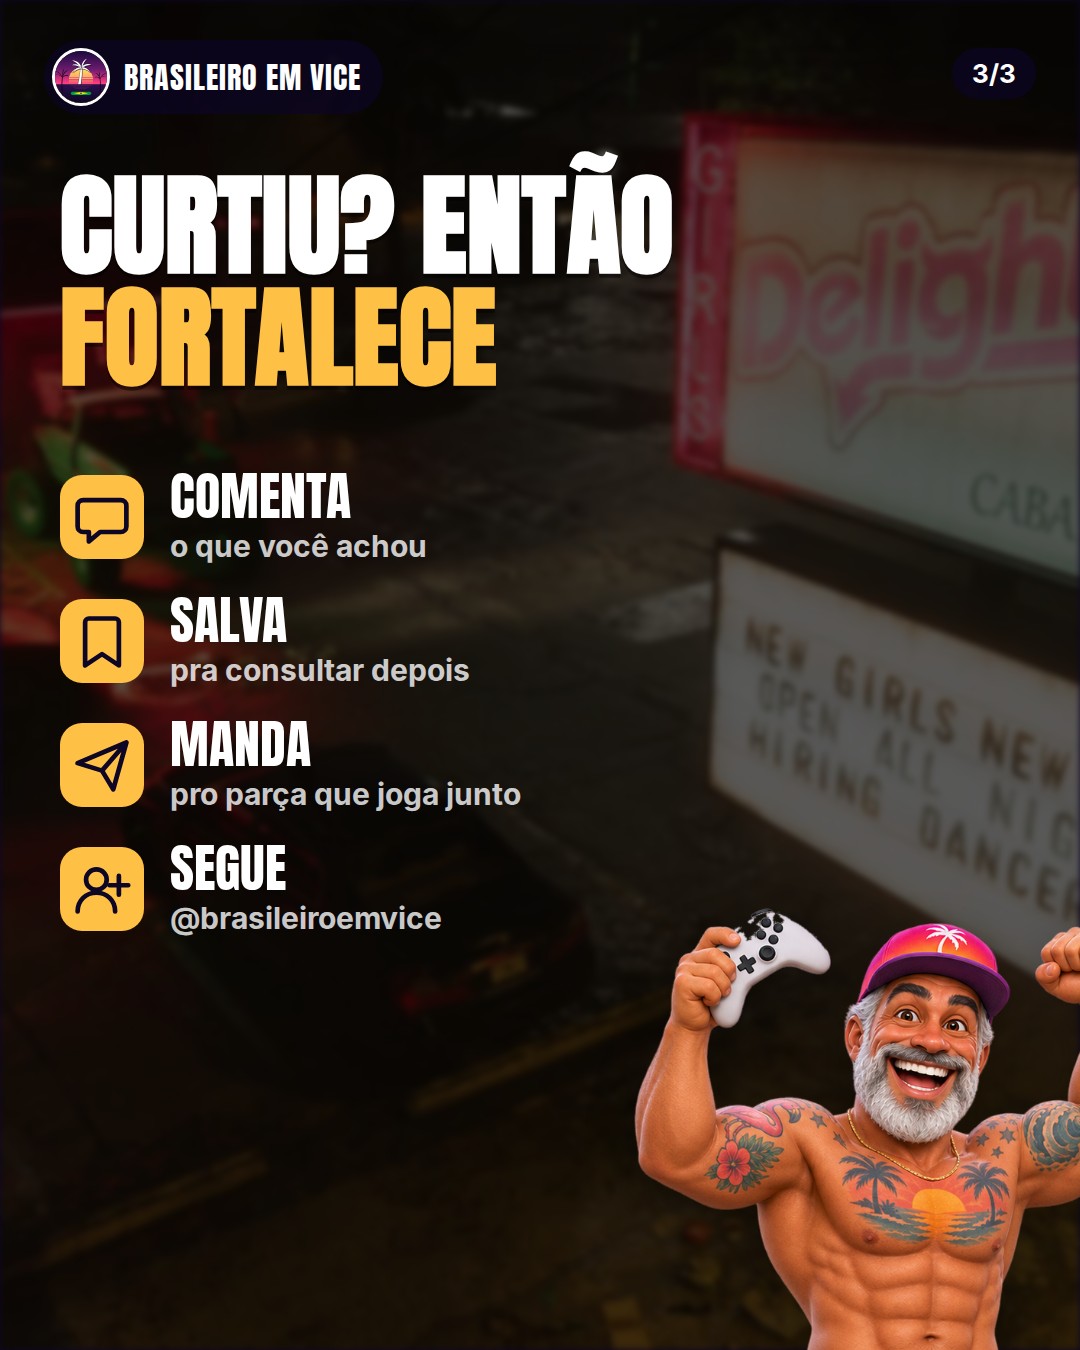 BRASILEIRO EM VICE
3/3
CURTIU? ENTÃO
FORTALECE
COMENTA
o que você achou
SALVA
pra consultar depois
MANDA
pro parça que joga junto
SEGUE
@brasileiroemvice
GIRLS
Deligh
CABA
NEW GIRLS NEW
OPEN ALL NIG
HIRING DANCER